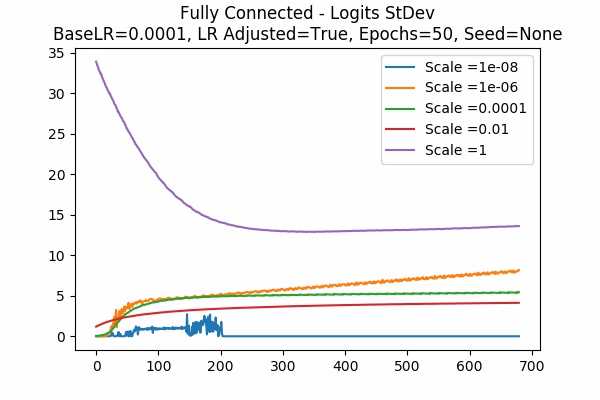 Fully Connected - Logits StDev
BaseLR=0.0001, LR Adjusted=True, Epochs=50, Seed=None
35
30
25
20
15
10
5
0
Scale =1e-08
Scale =1e-06
Scale =0.0001
Scale =0.01
Scale =1
0 100 200 300 400 500 600 700